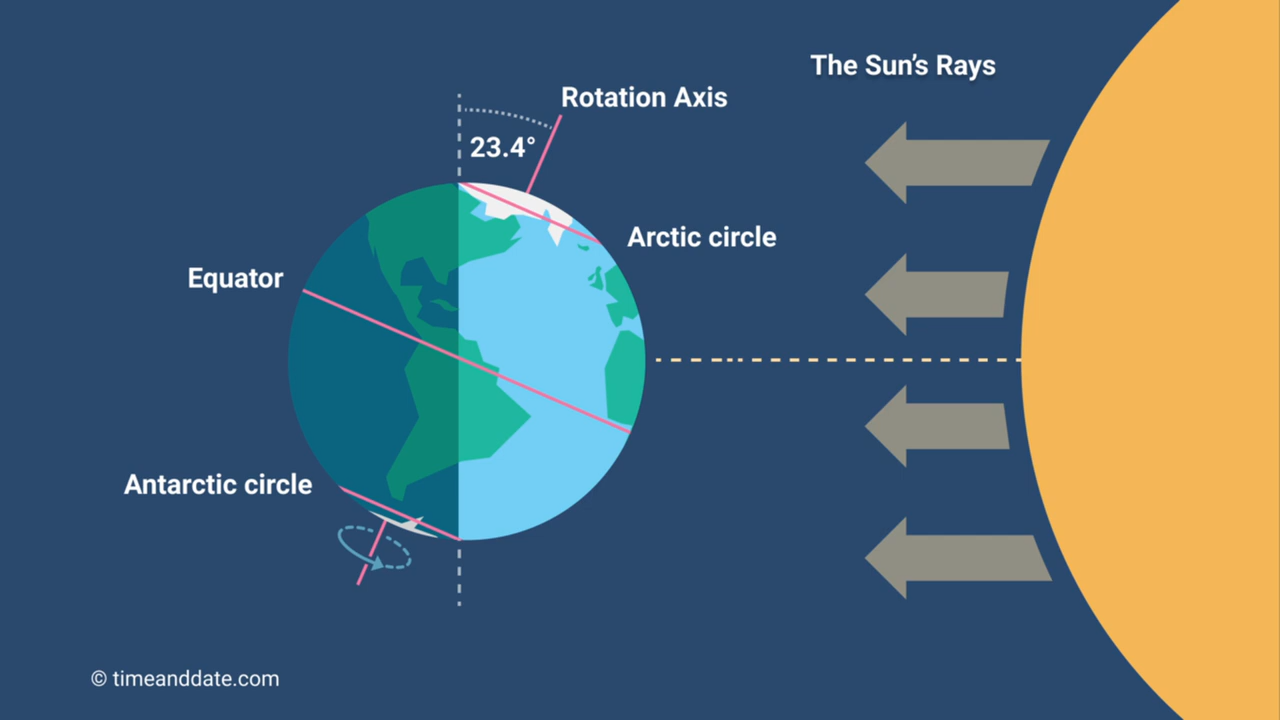 The Sun’s Rays
Rotation Axis
23.4°
Arctic circle
Equator
Antarctic circle
© timeanddate.com